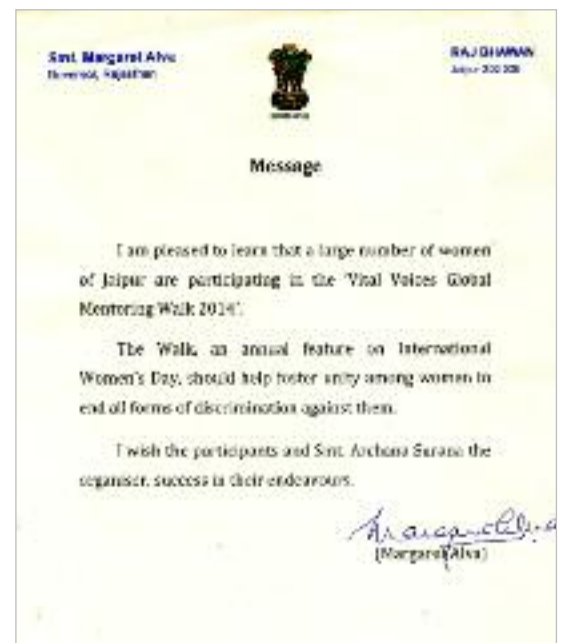 Smt. Margaret Alva
Governor, Rajasthan
RAJ BHAWAN
Jaipur
Message
I am pleased to learn that a large number of women
of Jaipur are participating in the 'Vital Voices Global
Mentoring Walk 2014'.
The Walk, an annual feature on International
Women's Day, should help foster unity among women to
end all forms of discrimination against them.
I wish the participants and Smt. Archana Surana the
organiser, success in their endeavours.
(Margaret Alva)